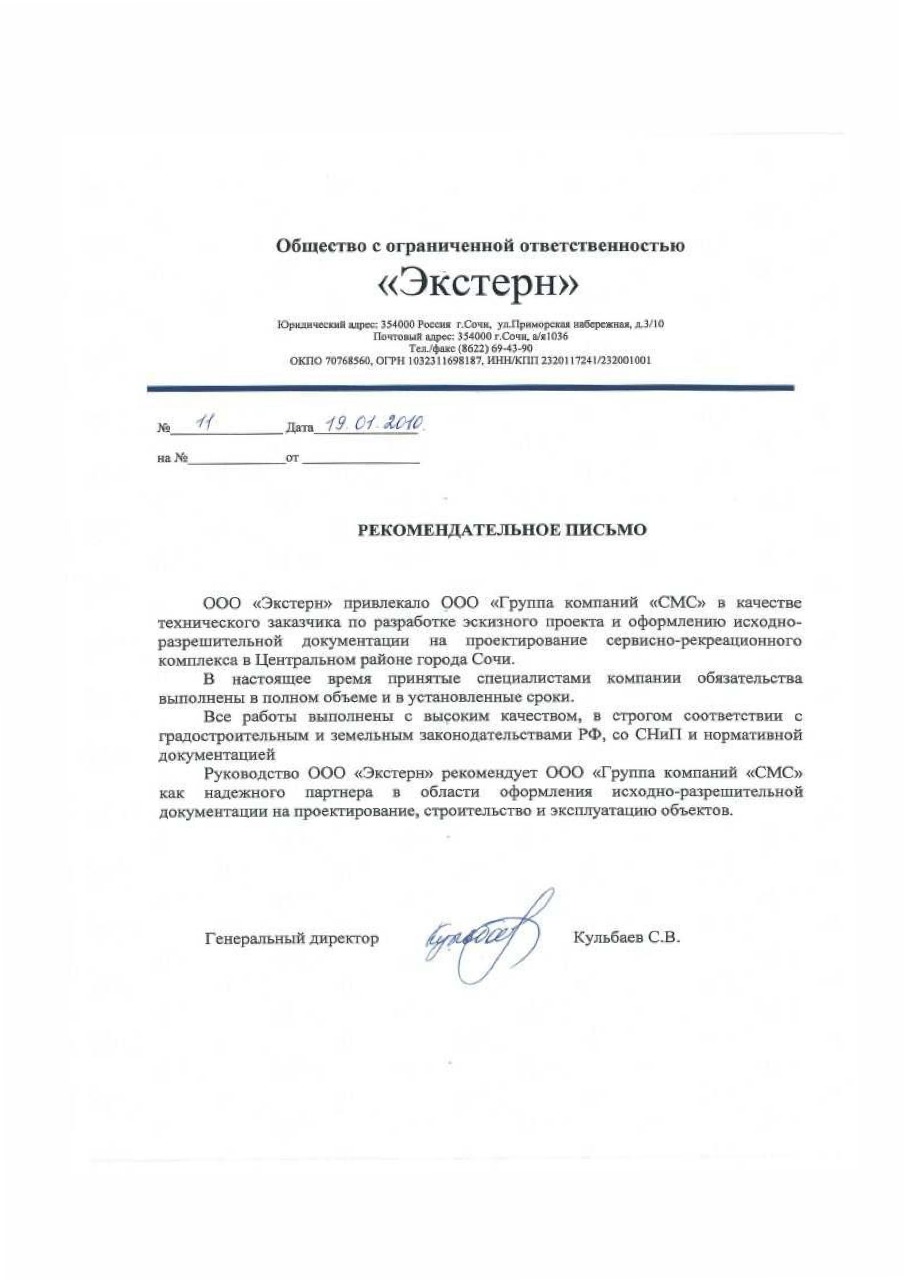 Общество с ограниченной ответственностью
«Экстерн»
Юридический адрес: 354000 Россия г.Сочи, ул.Приморская набережная, д.3/10
Почтовый адрес: 354000 г.Сочи, а/я1036
Тел./факс (8622) 69-43-90
ОКПО 70768560, ОГРН 1032311698187, ИНН/КПП 2320117241/232001001
№ 11 Дата 19.01.2010.
на № от
РЕКОМЕНДАТЕЛЬНОЕ ПИСЬМО
ООО «Экстерн» привлекало ООО «Группа компаний «СМС» в качестве
технического заказчика по разработке эскизного проекта и оформлению исходно-
разрешительной документации на проектирование сервисно-рекреационного
комплекса в Центральном районе города Сочи.
В настоящее время принятые специалистами компании обязательства
выполнены в полном объеме и в установленные сроки.
Все работы выполнены с высоким качеством, в строгом соответствии с
градостроительным и земельным законодательствами РФ, со СНиП и нормативной
документацией
Руководство ООО «Экстерн» рекомендует ООО «Группа компаний «СМС»
как надежного партнера в области оформления исходно-разрешительной
документации на проектирование, строительство и эксплуатацию объектов.
Генеральный директор Кульбаев Кульбаев С.В.